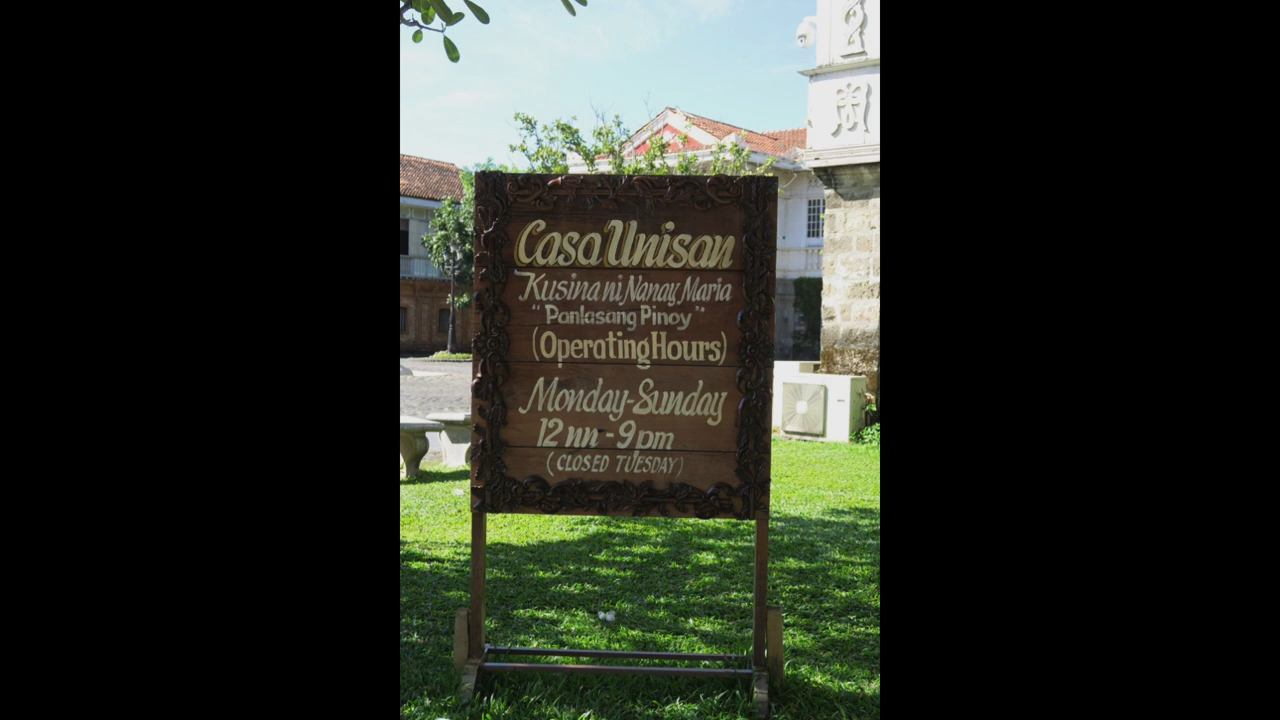 Casa Unisan
Kusina ni Nanay Maria
"Panlasang Pinoy"
(Operating Hours)
Monday-Sunday
12 nn - 9 pm
(CLOSED TUESDAY)